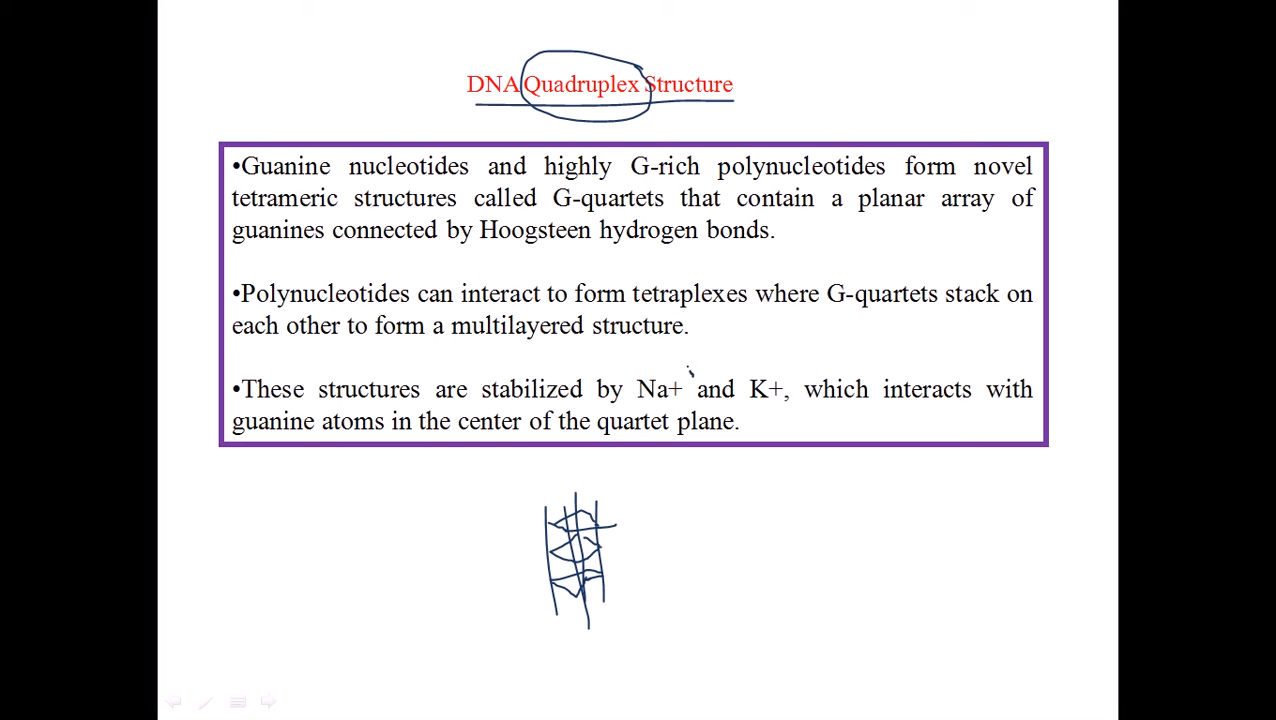 DNA Quadruplex Structure
•Guanine nucleotides and highly G-rich polynucleotides form novel
tetrameric structures called G-quartets that contain a planar array of
guanines connected by Hoogsteen hydrogen bonds.
•Polynucleotides can interact to form tetraplexes where G-quartets stack on
each other to form a multilayered structure.
•These structures are stabilized by Na+ and K+, which interacts with
guanine atoms in the center of the quartet plane.